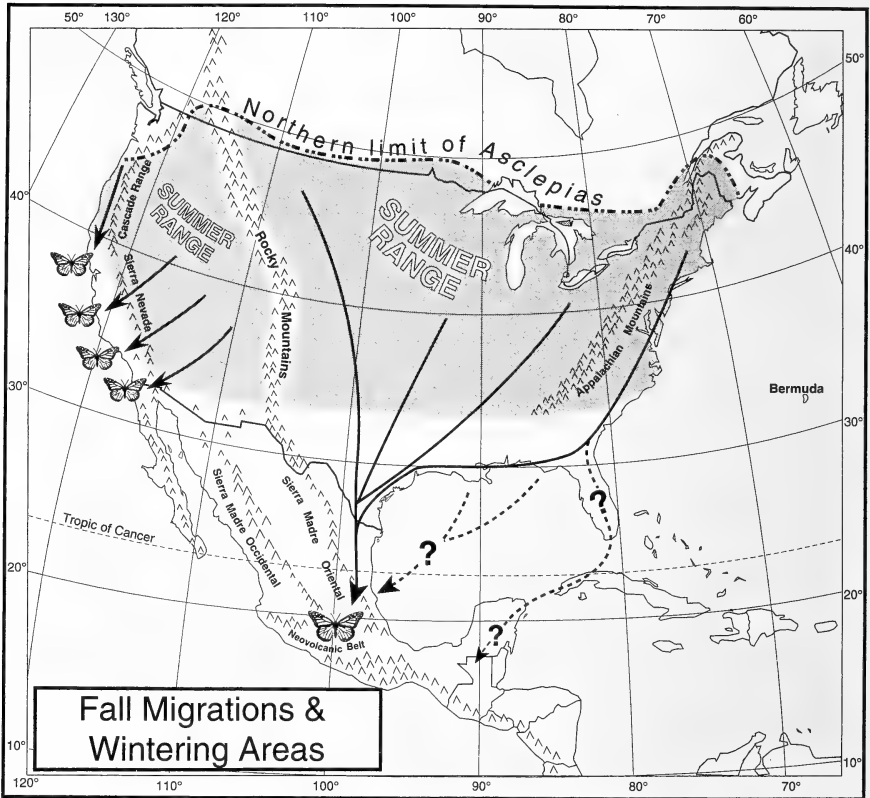 50° 130° 120° 110° 100° 90° 80° 70° 60°
50°
Northern limit of Asclepias
40°
Cascade Range
SUMMER
RANGE
SUMMER
RANGE
Rocky
Mountains
Sierra
Nevada
Appalachian
Mountains
40°
Bermuda
30°
30°
Sierra Madre Occidental
Sierra Madre
Oriental
?
Tropic of Cancer
?
20°
20°
?
Neovolcanic Belt
Fall Migrations &
Wintering Areas
10°
10°
120° 110° 100° 90° 80° 70°